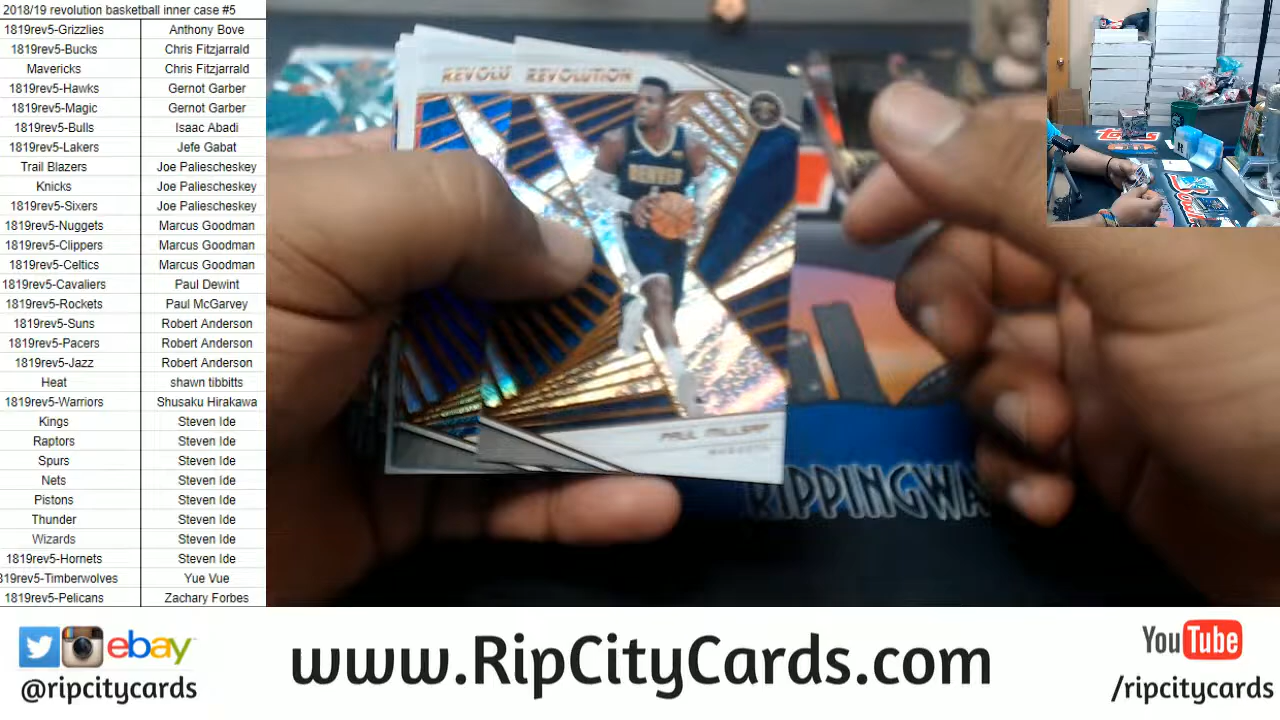 2018/19 revolution basketball inner case #5
1819rev5-Grizzlies Anthony Bove
1819rev5-Bucks Chris Fitzjarrald
Mavericks Chris Fitzjarrald
1819rev5-Hawks Gernot Garber
1819rev5-Magic Gernot Garber
1819rev5-Bulls Isaac Abadi
1819rev5-Lakers Jefe Gabat
Trail Blazers Joe Paliescheskey
Knicks Joe Paliescheskey
1819rev5-Sixers Joe Paliescheskey
1819rev5-Nuggets Marcus Goodman
1819rev5-Clippers Marcus Goodman
1819rev5-Celtics Marcus Goodman
1819rev5-Cavaliers Paul Dewint
1819rev5-Rockets Paul McGarvey
1819rev5-Suns Robert Anderson
1819rev5-Pacers Robert Anderson
1819rev5-Jazz Robert Anderson
Heat shawn tibbitts
1819rev5-Warriors Shusaku Hirakawa
Kings Steven Ide
Raptors Steven Ide
Spurs Steven Ide
Nets Steven Ide
Pistons Steven Ide
Thunder Steven Ide
Wizards Steven Ide
1819rev5-Hornets Steven Ide
819rev5-Timberwolves Yue Vue
1819rev5-Pelicans Zachary Forbes
REVOLU REVOLUTION
DENVER
PAUL MILLSAP
NUGGETS
RIPPINGWA
ebay
@ripcitycards
www.RipCityCards.com
YouTube
/ripcitycards